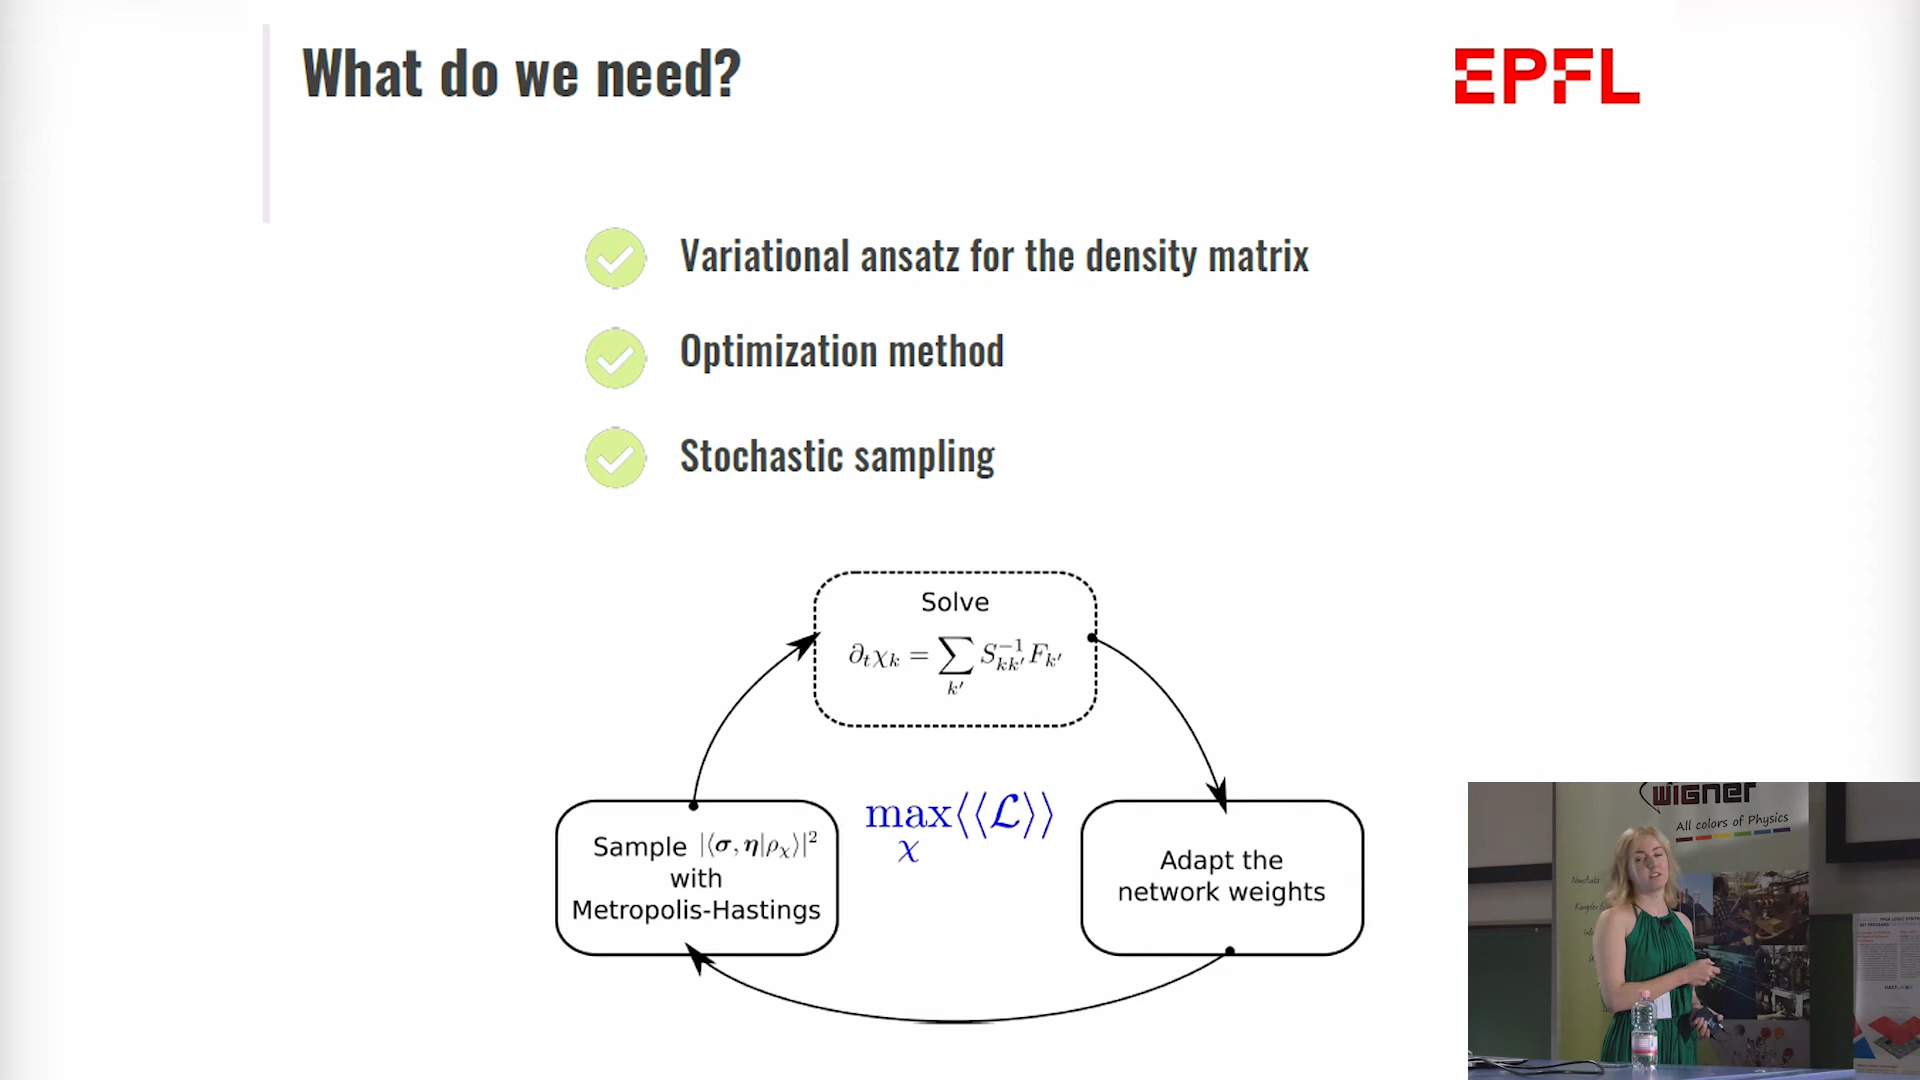 What do we need?
EPFL
Variational ansatz for the density matrix
Optimization method
Stochastic sampling
Solve
∂ₜχₖ = ∑ₖ′ S⁻¹ₖₖ′ Fₖ′
max⟨⟨ℒ⟩⟩
χ
Sample |⟨σ, η|ρᵪ⟩|²
with
Metropolis-Hastings
Adapt the
network weights
wigner
All colors of Physics